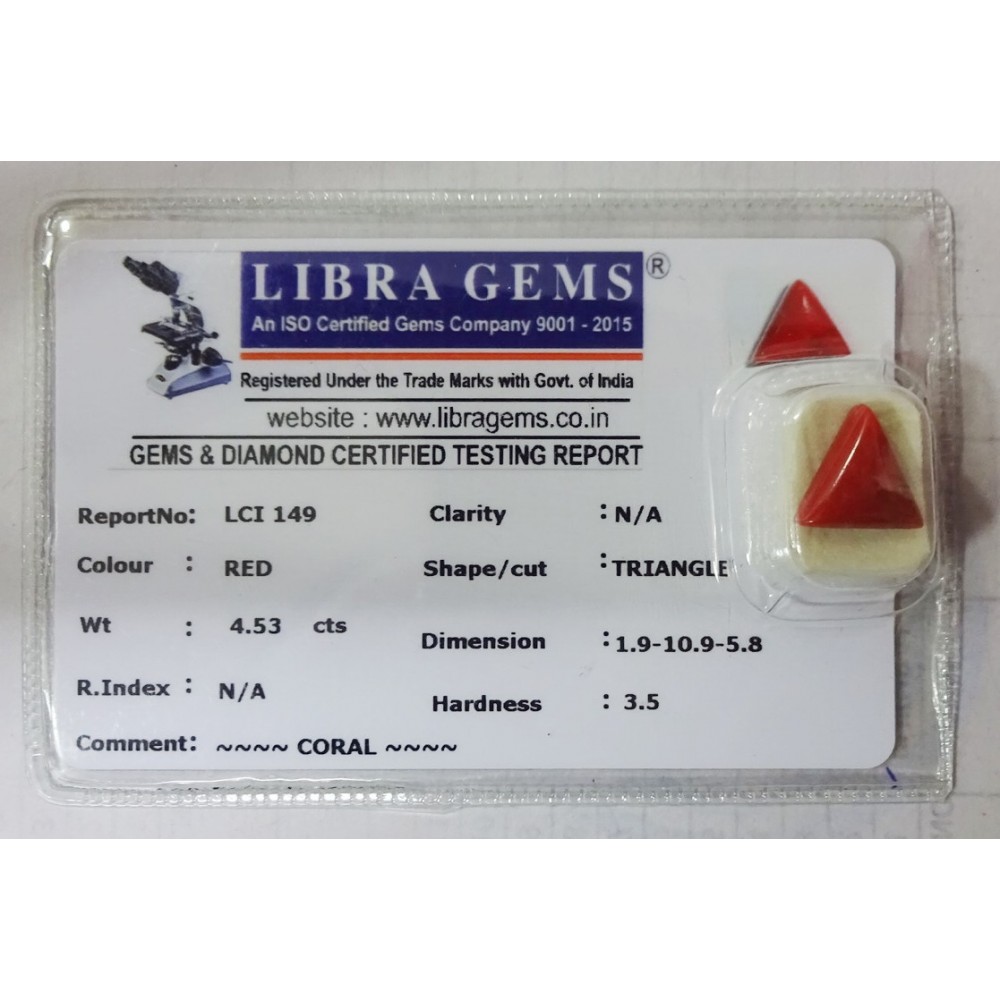 LIBRA GEMS®
An ISO Certified Gems Company 9001 - 2015
Registered Under the Trade Marks with Govt. of India
website : www.libragems.co.in
GEMS & DIAMOND CERTIFIED TESTING REPORT
ReportNo: LCI 149 Clarity : N/A
Colour : RED Shape/cut : TRIANGLE
Wt : 4.53 cts Dimension : 1.9-10.9-5.8
R.Index : N/A Hardness : 3.5
Comment: ~~~~ CORAL ~~~~